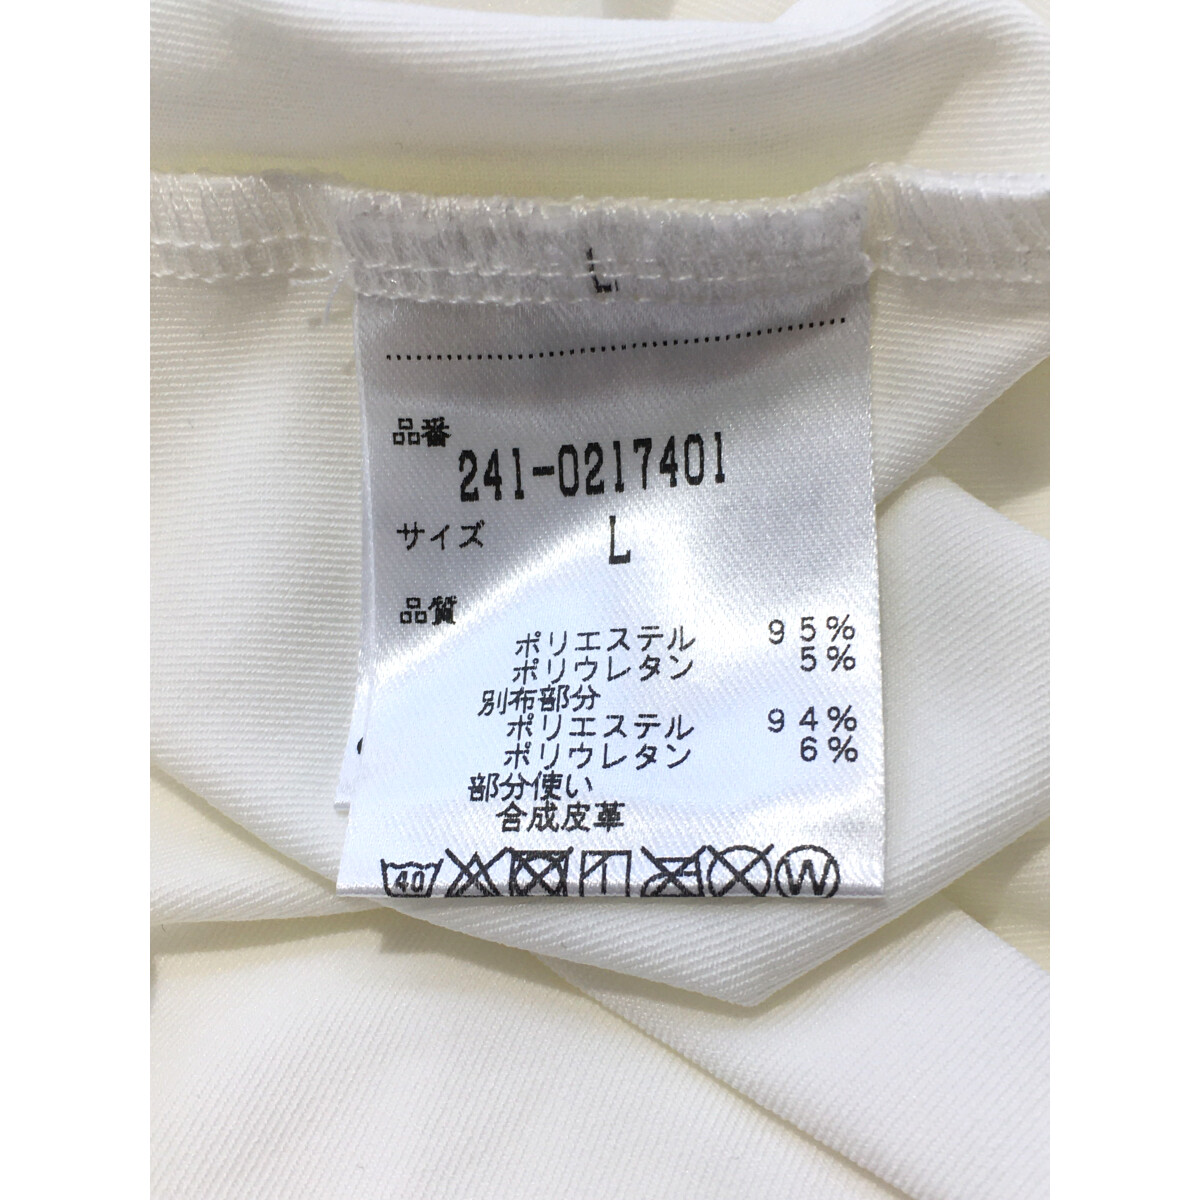 L
品番
241-0217401
サイズ L
品質
ポリエステル 95%
ポリウレタン 5%
別布部分
ポリエステル 94%
ポリウレタン 6%
部分使い
合成皮革
40 W